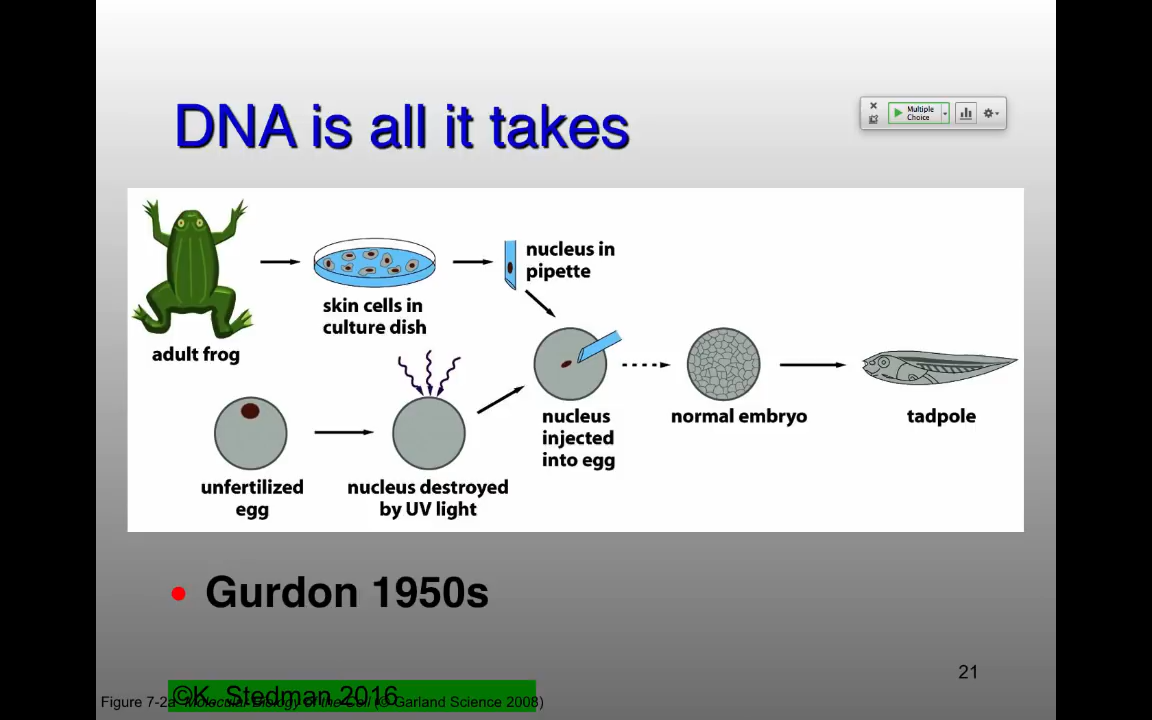 DNA is all it takes
Multiple
Choice
nucleus in
pipette
skin cells in
culture dish
adult frog
nucleus
injected
into egg
normal embryo
tadpole
unfertilized
egg
nucleus destroyed
by UV light
• Gurdon 1950s
21
©K. Stedman 2016
Figure 7-2a Molecular Biology of the Cell (© Garland Science 2008)